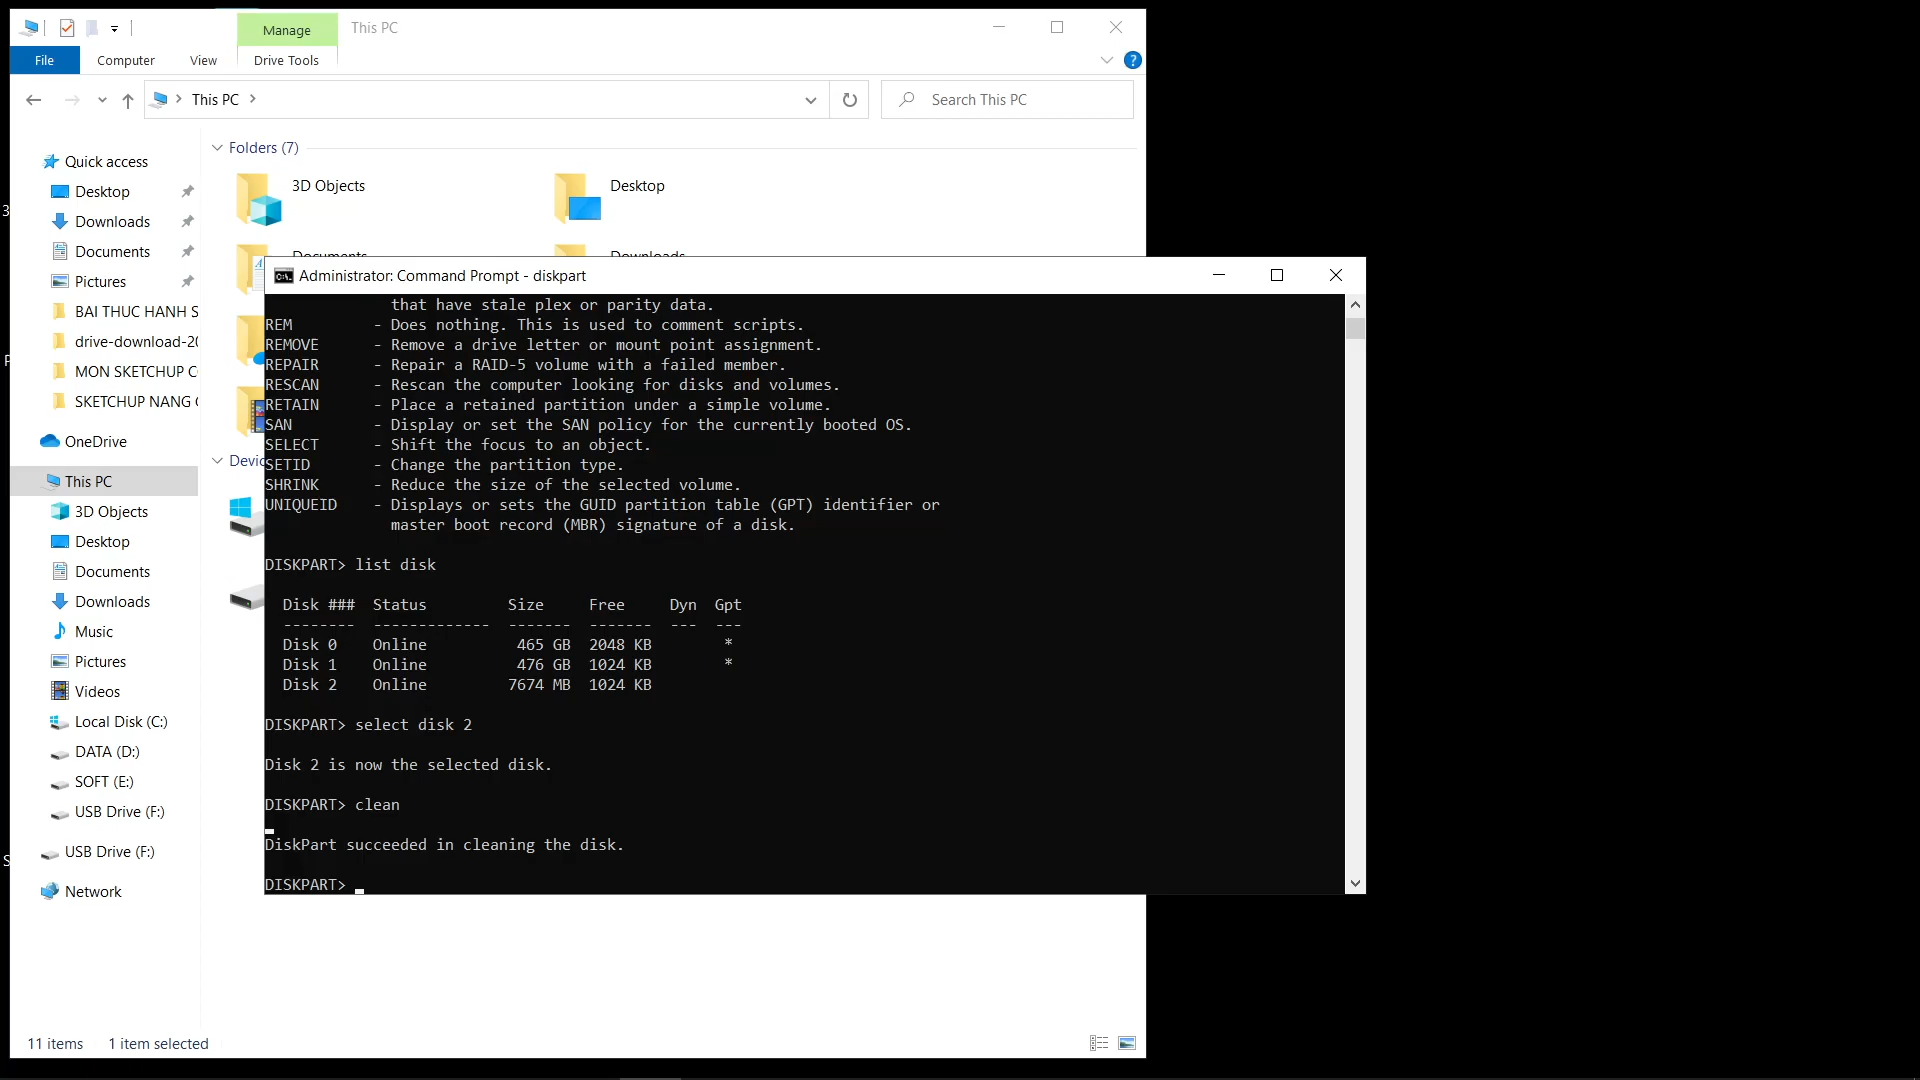 Manage
This PC
File
Computer
View
Drive Tools
?
This PC
Search This PC
Folders (7)
3D Objects
Desktop
Documents
Downloads
Quick access
Desktop
Downloads
Documents
Pictures
BAI THUC HANH S
drive-download-20
MON SKETCHUP C
SKETCHUP NANG
OneDrive
This PC
3D Objects
Desktop
Documents
Downloads
Music
Pictures
Videos
Local Disk (C:)
DATA (D:)
SOFT (E:)
USB Drive (F:)
USB Drive (F:)
Network
Devic
11 items
1 item selected
Administrator: Command Prompt - diskpart
that have stale plex or parity data.
REM - Does nothing. This is used to comment scripts.
REMOVE - Remove a drive letter or mount point assignment.
REPAIR - Repair a RAID-5 volume with a failed member.
RESCAN - Rescan the computer looking for disks and volumes.
RETAIN - Place a retained partition under a simple volume.
SAN - Display or set the SAN policy for the currently booted OS.
SELECT - Shift the focus to an object.
SETID - Change the partition type.
SHRINK - Reduce the size of the selected volume.
UNIQUEID - Displays or sets the GUID partition table (GPT) identifier or
master boot record (MBR) signature of a disk.
DISKPART> list disk
Disk ### Status Size Free Dyn Gpt
-------- ------------- ------- ------- --- ---
Disk 0 Online 465 GB 2048 KB *
Disk 1 Online 476 GB 1024 KB *
Disk 2 Online 7674 MB 1024 KB
DISKPART> select disk 2
Disk 2 is now the selected disk.
DISKPART> clean
DiskPart succeeded in cleaning the disk.
DISKPART>